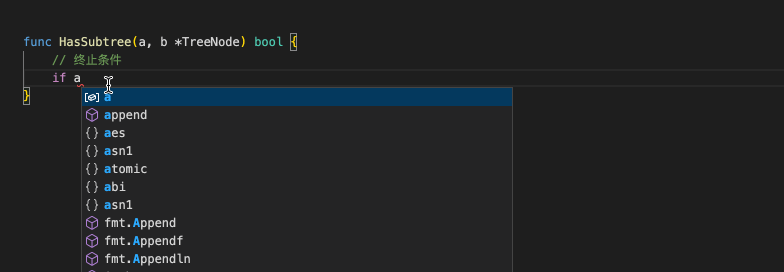 func HasSubtree(a, b *TreeNode) bool {
// 终止条件
if a
}
a
append
aes
asn1
atomic
abi
asn1
fmt.Append
fmt.Appendf
fmt.Appendln